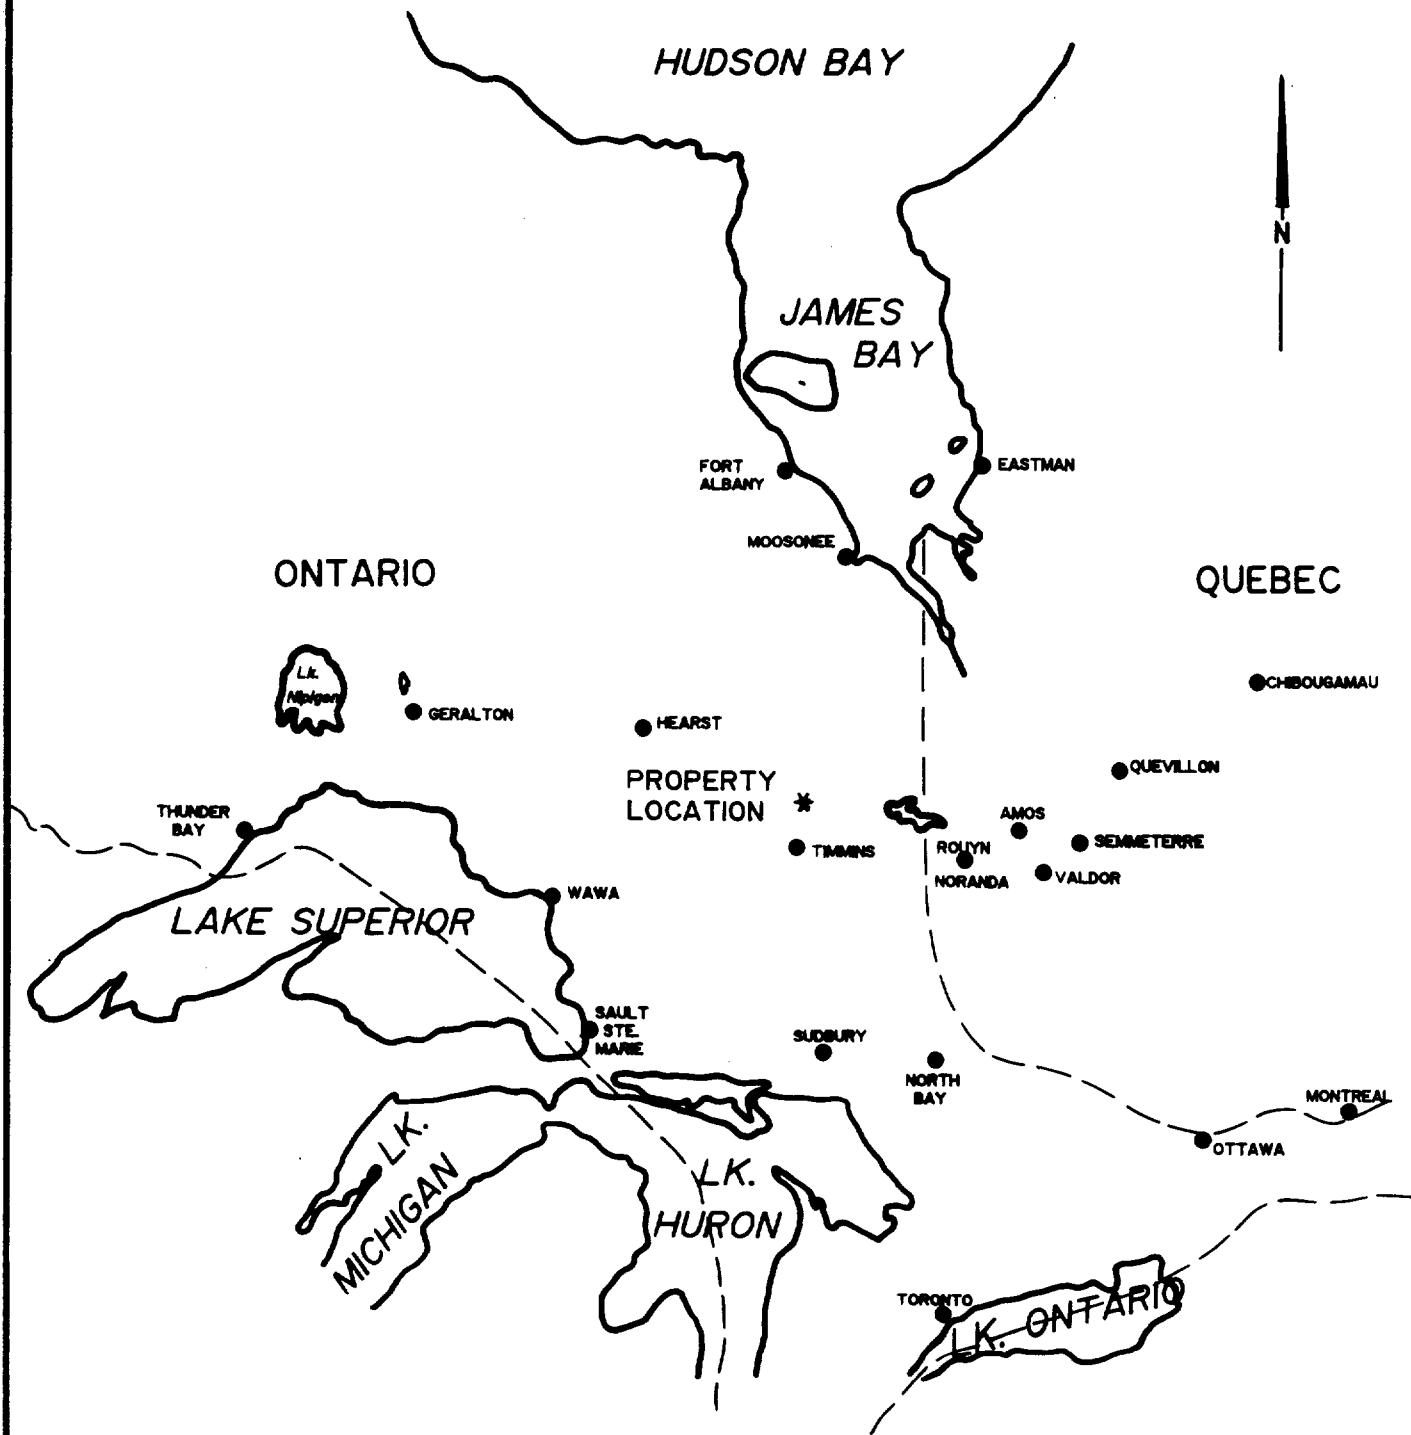 HUDSON BAY
N
JAMES
BAY
FORT
ALBANY
EASTMAN
MOOSONEE
ONTARIO
QUEBEC
Lk.
Nipigon
GERALTON
HEARST
CHIBOUGAMAU
QUEVILLON
PROPERTY
LOCATION
THUNDER
BAY
AMOS
TIMMINS
ROUYN
NORANDA
SEMMETERRE
VALDOR
WAWA
LAKE SUPERIOR
SAULT
STE.
MARIE
SUDBURY
NORTH
BAY
MONTREAL
OTTAWA
LK.
MICHIGAN
LK.
HURON
TORONTO
LK. ONTARIO